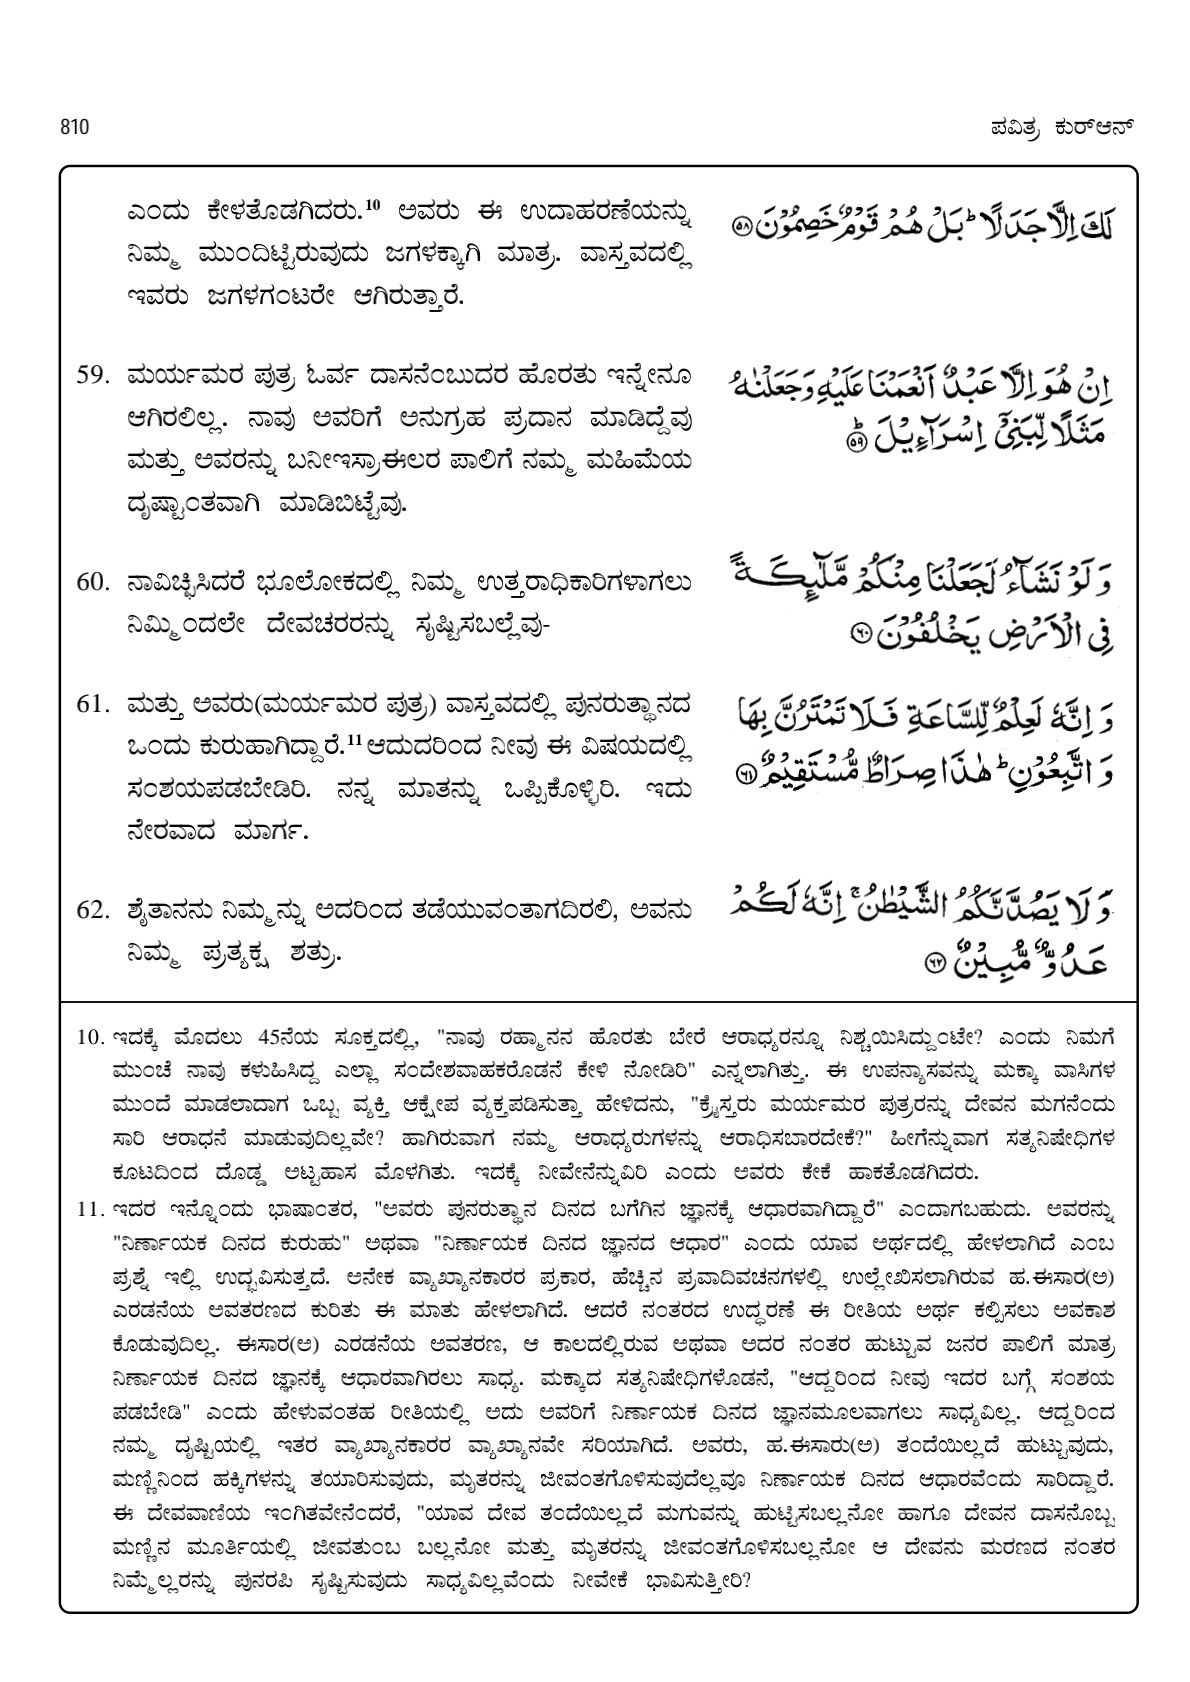 810
ಪವಿತ್ರ ಕುರ್‌ಆನ್
ಎಂದು ಕೇಳತೊಡಗಿದರು.10 ಅವರು ಈ ಉದಾಹರಣೆಯನ್ನು
ನಿಮ್ಮ ಮುಂದಿಟ್ಟಿರುವುದು ಜಗಳಕ್ಕಾಗಿ ಮಾತ್ರ. ವಾಸ್ತವದಲ್ಲಿ
ಇವರು ಜಗಳಗಂಟರೇ ಆಗಿರುತ್ತಾರೆ.
لَكَ اِلَّا جَدَلًا ؕ بَلْ هُمْ قَوْمٌ خَصِمُوْنَ ۝۵۸
59. ಮರ್ಯಮರ ಪುತ್ರ ಓರ್ವ ದಾಸನೆಂಬುದರ ಹೊರತು ಇನ್ನೇನೂ
ಆಗಿರಲಿಲ್ಲ. ನಾವು ಅವರಿಗೆ ಅನುಗ್ರಹ ಪ್ರದಾನ ಮಾಡಿದ್ದೆವು
ಮತ್ತು ಅವರನ್ನು ಬನೀಇಸ್ರಾಈಲರ ಪಾಲಿಗೆ ನಮ್ಮ ಮಹಿಮೆಯ
ದೃಷ್ಟಾಂತವಾಗಿ ಮಾಡಿಬಿಟ್ಟೆವು.
اِنْ هُوَ اِلَّا عَبْدٌ اَنْعَمْنَا عَلَيْهِ وَجَعَلْنٰهُ
مَثَلًا لِّبَنِيْۤ اِسْرَآءِيْلَ ؕ ۝۵۹
60. ನಾವಿಚ್ಛಿಸಿದರೆ ಭೂಲೋಕದಲ್ಲಿ ನಿಮ್ಮ ಉತ್ತರಾಧಿಕಾರಿಗಳಾಗಲು
ನಿಮ್ಮಿಂದಲೇ ದೇವಚರರನ್ನು ಸೃಷ್ಟಿಸಬಲ್ಲೆವು-
وَلَوْ نَشَآءُ لَجَعَلْنَا مِنْكُمْ مَّلٰٓئِكَةً
فِي الْاَرْضِ يَخْلُفُوْنَ ۝۶۰
61. ಮತ್ತು ಅವರು(ಮರ್ಯಮರ ಪುತ್ರ) ವಾಸ್ತವದಲ್ಲಿ ಪುನರುತ್ಥಾನದ
ಒಂದು ಕುರುಹಾಗಿದ್ದಾರೆ.11 ಆದುದರಿಂದ ನೀವು ಈ ವಿಷಯದಲ್ಲಿ
ಸಂಶಯಪಡಬೇಡಿರಿ. ನನ್ನ ಮಾತನ್ನು ಒಪ್ಪಿಕೊಳ್ಳಿರಿ. ಇದು
ನೇರವಾದ ಮಾರ್ಗ.
وَاِنَّهٗ لَعِلْمٌ لِّلسَّاعَةِ فَلَا تَمْتَرُنَّ بِهَا
وَاتَّبِعُوْنِ ؕ هٰذَا صِرَاطٌ مُّسْتَقِيْمٌ ۝۶۱
62. ಶೈತಾನನು ನಿಮ್ಮನ್ನು ಅದರಿಂದ ತಡೆಯುವಂತಾಗದಿರಲಿ, ಅವನು
ನಿಮ್ಮ ಪ್ರತ್ಯಕ್ಷ ಶತ್ರು.
وَلَا يَصُدَّنَّكُمُ الشَّيْطٰنُ ۚ اِنَّهٗ لَكُمْ
عَدُوٌّ مُّبِيْنٌ ۝۶۲
10. ಇದಕ್ಕೆ ಮೊದಲು 45ನೆಯ ಸೂಕ್ತದಲ್ಲಿ, "ನಾವು ರಹ್ಮಾನನ ಹೊರತು ಬೇರೆ ಆರಾಧ್ಯರನ್ನೂ ನಿಶ್ಚಯಿಸಿದ್ದುಂಟೇ? ಎಂದು ನಿಮಗೆ
ಮುಂಚೆ ನಾವು ಕಳುಹಿಸಿದ್ದ ಎಲ್ಲಾ ಸಂದೇಶವಾಹಕರೊಡನೆ ಕೇಳಿ ನೋಡಿರಿ" ಎನ್ನಲಾಗಿತ್ತು. ಈ ಉಪನ್ಯಾಸವನ್ನು ಮಕ್ಕಾ ವಾಸಿಗಳ
ಮುಂದೆ ಮಾಡಲಾದಾಗ ಒಬ್ಬ ವ್ಯಕ್ತಿ ಆಕ್ಷೇಪ ವ್ಯಕ್ತಪಡಿಸುತ್ತಾ ಹೇಳಿದನು, "ಕ್ರೈಸ್ತರು ಮರ್ಯಮರ ಪುತ್ರರನ್ನು ದೇವನ ಮಗನೆಂದು
ಸಾರಿ ಆರಾಧನೆ ಮಾಡುವುದಿಲ್ಲವೇ? ಹಾಗಿರುವಾಗ ನಮ್ಮ ಆರಾಧ್ಯರುಗಳನ್ನು ಆರಾಧಿಸಬಾರದೇಕೆ?" ಹೀಗೆನ್ನುವಾಗ ಸತ್ಯನಿಷೇಧಿಗಳ
ಕೂಟದಿಂದ ದೊಡ್ಡ ಅಟ್ಟಹಾಸ ಮೊಳಗಿತು. ಇದಕ್ಕೆ ನೀವೇನೆನ್ನುವಿರಿ ಎಂದು ಅವರು ಕೇಕೆ ಹಾಕತೊಡಗಿದರು.
11. ಇದರ ಇನ್ನೊಂದು ಭಾಷಾಂತರ, "ಅವರು ಪುನರುತ್ಥಾನ ದಿನದ ಬಗೆಗಿನ ಜ್ಞಾನಕ್ಕೆ ಆಧಾರವಾಗಿದ್ದಾರೆ" ಎಂದಾಗಬಹುದು. ಅವರನ್ನು
"ನಿರ್ಣಾಯಕ ದಿನದ ಕುರುಹು" ಅಥವಾ "ನಿರ್ಣಾಯಕ ದಿನದ ಜ್ಞಾನದ ಆಧಾರ" ಎಂದು ಯಾವ ಅರ್ಥದಲ್ಲಿ ಹೇಳಲಾಗಿದೆ ಎಂಬ
ಪ್ರಶ್ನೆ ಇಲ್ಲಿ ಉದ್ಭವಿಸುತ್ತದೆ. ಅನೇಕ ವ್ಯಾಖ್ಯಾನಕಾರರ ಪ್ರಕಾರ, ಹೆಚ್ಚಿನ ಪ್ರವಾದಿವಚನಗಳಲ್ಲಿ ಉಲ್ಲೇಖಿಸಲಾಗಿರುವ ಹ.ಈಸಾರ(ಅ)
ಎರಡನೆಯ ಅವತರಣದ ಕುರಿತು ಈ ಮಾತು ಹೇಳಲಾಗಿದೆ. ಆದರೆ ನಂತರದ ಉದ್ಧರಣೆ ಈ ರೀತಿಯ ಅರ್ಥ ಕಲ್ಪಿಸಲು ಅವಕಾಶ
ಕೊಡುವುದಿಲ್ಲ. ಈಸಾರ(ಅ) ಎರಡನೆಯ ಅವತರಣ, ಆ ಕಾಲದಲ್ಲಿರುವ ಅಥವಾ ಅದರ ನಂತರ ಹುಟ್ಟುವ ಜನರ ಪಾಲಿಗೆ ಮಾತ್ರ
ನಿರ್ಣಾಯಕ ದಿನದ ಜ್ಞಾನಕ್ಕೆ ಆಧಾರವಾಗಿರಲು ಸಾಧ್ಯ. ಮಕ್ಕಾದ ಸತ್ಯನಿಷೇಧಿಗಳೊಡನೆ, "ಆದ್ದರಿಂದ ನೀವು ಇದರ ಬಗ್ಗೆ ಸಂಶಯ
ಪಡಬೇಡಿ" ಎಂದು ಹೇಳುವಂತಹ ರೀತಿಯಲ್ಲಿ ಅದು ಅವರಿಗೆ ನಿರ್ಣಾಯಕ ದಿನದ ಜ್ಞಾನಮೂಲವಾಗಲು ಸಾಧ್ಯವಿಲ್ಲ. ಆದ್ದರಿಂದ
ನಮ್ಮ ದೃಷ್ಟಿಯಲ್ಲಿ ಇತರ ವ್ಯಾಖ್ಯಾನಕಾರರ ವ್ಯಾಖ್ಯಾನವೇ ಸರಿಯಾಗಿದೆ. ಅವರು, ಹ.ಈಸಾರು(ಅ) ತಂದೆಯಿಲ್ಲದೆ ಹುಟ್ಟುವುದು,
ಮಣ್ಣಿನಿಂದ ಹಕ್ಕಿಗಳನ್ನು ತಯಾರಿಸುವುದು, ಮೃತರನ್ನು ಜೀವಂತಗೊಳಿಸುವುದೆಲ್ಲವೂ ನಿರ್ಣಾಯಕ ದಿನದ ಆಧಾರವೆಂದು ಸಾರಿದ್ದಾರೆ.
ಈ ದೇವವಾಣಿಯ ಇಂಗಿತವೇನೆಂದರೆ, "ಯಾವ ದೇವ ತಂದೆಯಿಲ್ಲದೆ ಮಗುವನ್ನು ಹುಟ್ಟಿಸಬಲ್ಲನೋ ಹಾಗೂ ದೇವನ ದಾಸನೊಬ್ಬ
ಮಣ್ಣಿನ ಮೂರ್ತಿಯಲ್ಲಿ ಜೀವತುಂಬ ಬಲ್ಲನೋ ಮತ್ತು ಮೃತರನ್ನು ಜೀವಂತಗೊಳಿಸಬಲ್ಲನೋ ಆ ದೇವನು ಮರಣದ ನಂತರ
ನಿಮ್ಮೆಲ್ಲರನ್ನು ಪುನರಪಿ ಸೃಷ್ಟಿಸುವುದು ಸಾಧ್ಯವಿಲ್ಲವೆಂದು ನೀವೇಕೆ ಭಾವಿಸುತ್ತೀರಿ?